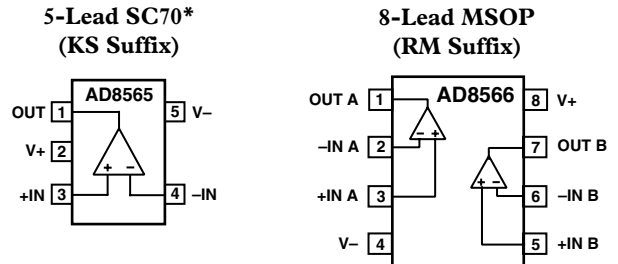 5-Lead SC70*
(KS Suffix)
AD8565
OUT 1
5 V–
V+ 2
+IN 3
+ –
4 –IN
8-Lead MSOP
(RM Suffix)
OUT A 1
AD8566
8 V+
–IN A 2
– +
7 OUT B
+IN A 3
+ –
6 –IN B
V– 4
5 +IN B